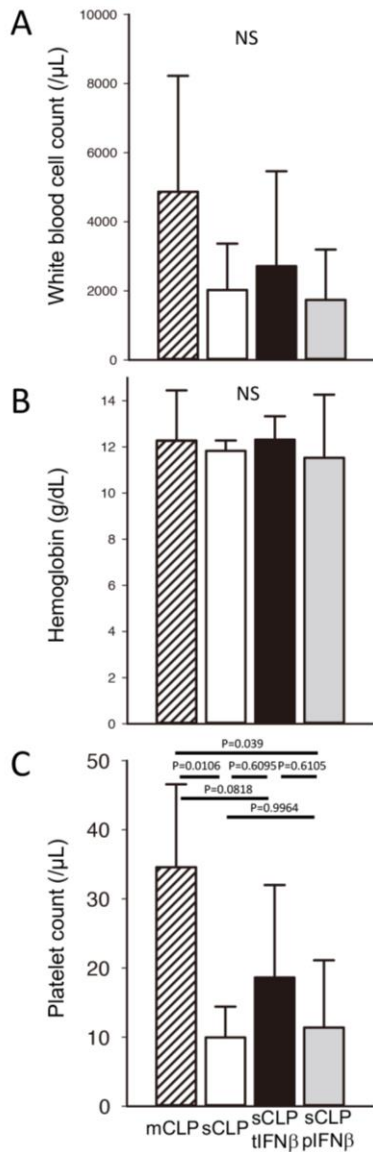 A
NS
White blood cell count (/μL)
10000
8000
6000
4000
2000
0
B
NS
Hemoglobin (g/dL)
14
12
10
8
6
4
2
0
P=0.039
C
P=0.0106 P=0.6095 P=0.6105
P=0.0818
P=0.9964
Platelet count (/μL)
50
40
30
20
10
0
mCLP sCLP sCLP sCLP
tIFNβ pIFNβ